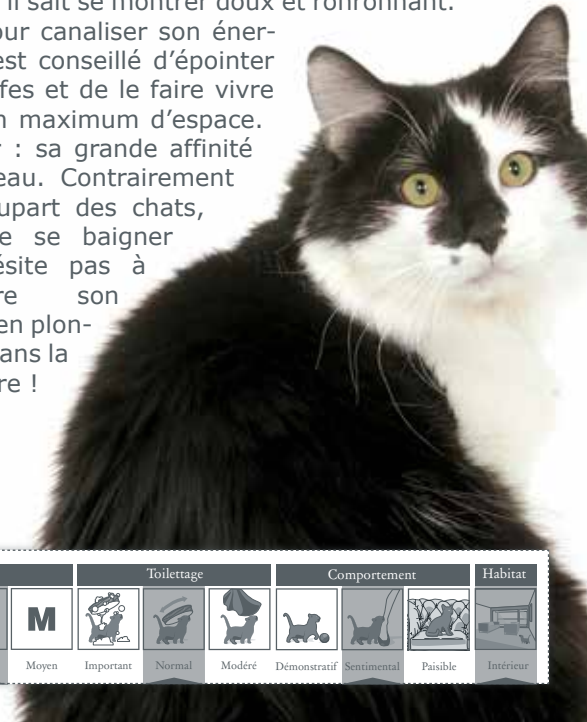 il sait se montrer doux et ronronnant.
our canaliser son éner-
est conseillé d'épointer
fes et de le faire vivre
n maximum d'espace.
r : sa grande affinité
eau. Contrairement
upart des chats,
e se baigner
ésite pas à
re son
en plon-
ans la
re !
Toilettage Comportement Habitat
M
Moyen Important Normal Modéré Démonstratif Sentimental Paisible Intérieur